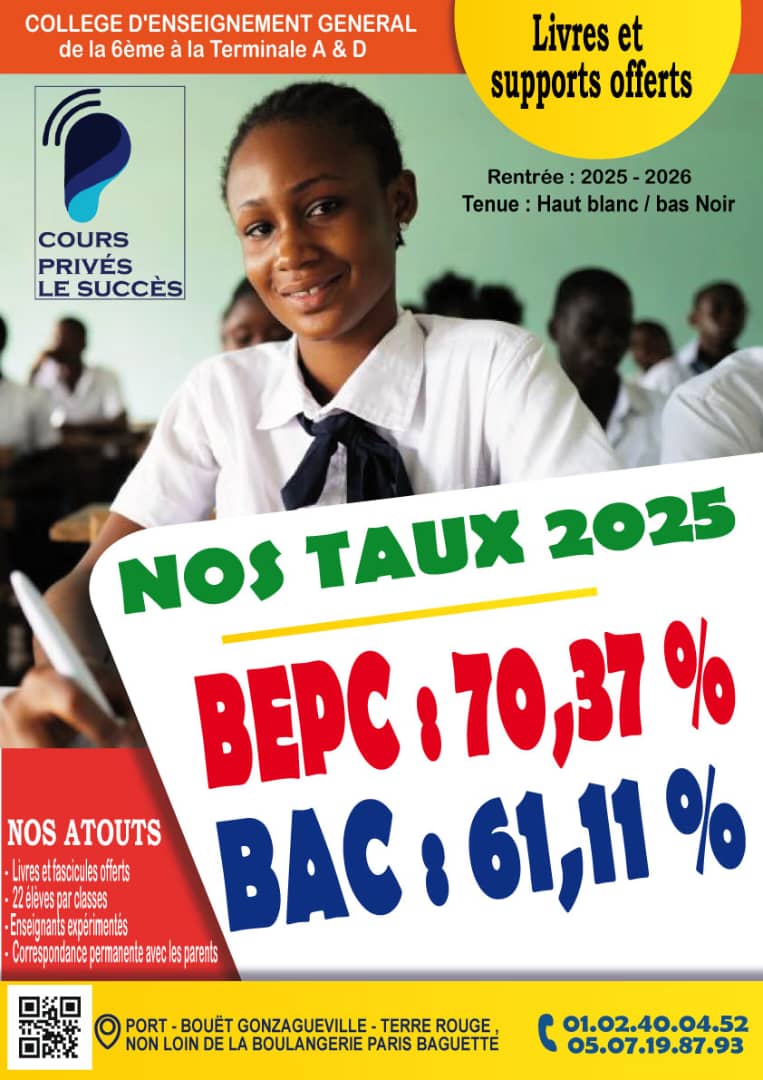 COLLEGE D'ENSEIGNEMENT GENERAL
de la 6ème à la Terminale A & D
Livres et
supports offerts
COURS
PRIVÉS
LE SUCCÈS
Rentrée : 2025 - 2026
Tenue : Haut blanc / bas Noir
NOS TAUX 2025
BEPC : 70,37 %
BAC : 61,11 %
NOS ATOUTS
- Livres et fascicules offerts
- 22 élèves par classes
- Enseignants expérimentés
- Correspondance permanente avec les parents
PORT - BOUËT GONZAGUEVILLE - TERRE ROUGE ,
NON LOIN DE LA BOULANGERIE PARIS BAGUETTE
01.02.40.04.52
05.07.19.87.93